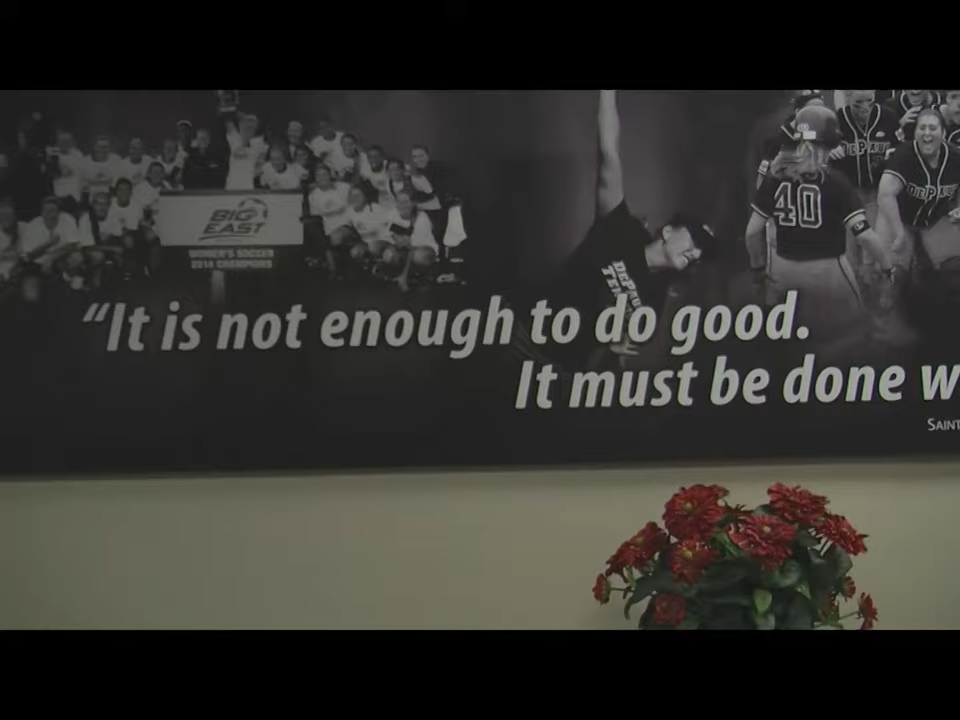 BIG
EAST
WOMEN'S SOCCER
2014 CHAMPIONS
DEPAUL
40
DEPAUL
DEPAUL
"It is not enough to do good.
It must be done w
SAINT